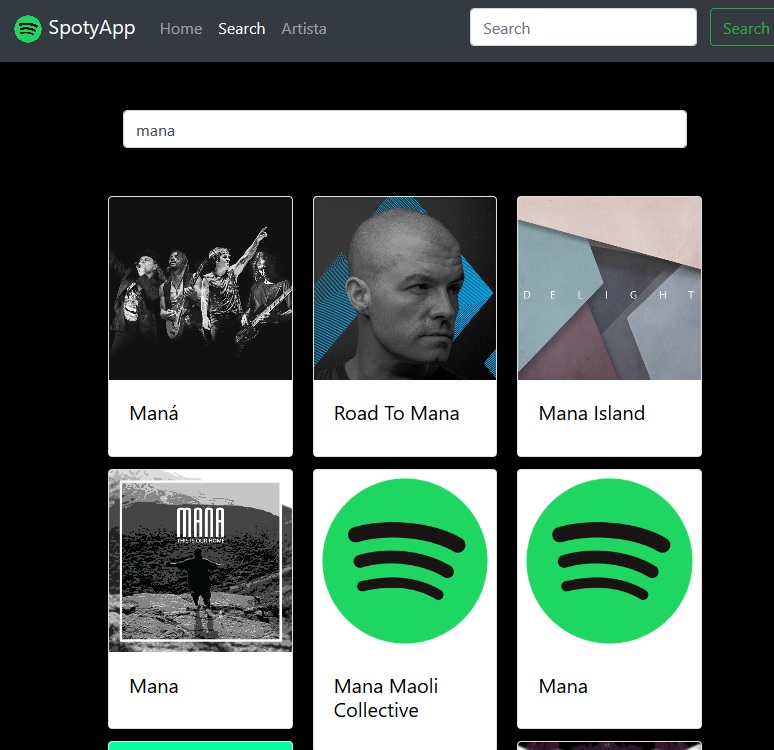 SpotyApp Home Search Artista Search Search
mana
DELIGHT
Maná Road To Mana Mana Island
MANA
THIS IS OUR HOME
Mana Mana Maoli Mana
Collective